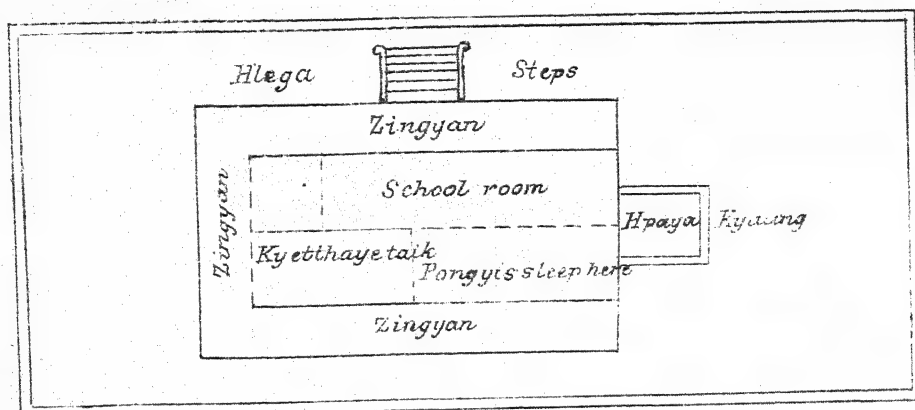 Hlega Steps
Zingyan
Zingyan
School room
Hpaya Kyaung
Kyetthayetaik
Pongyis sleep here
Zingyan